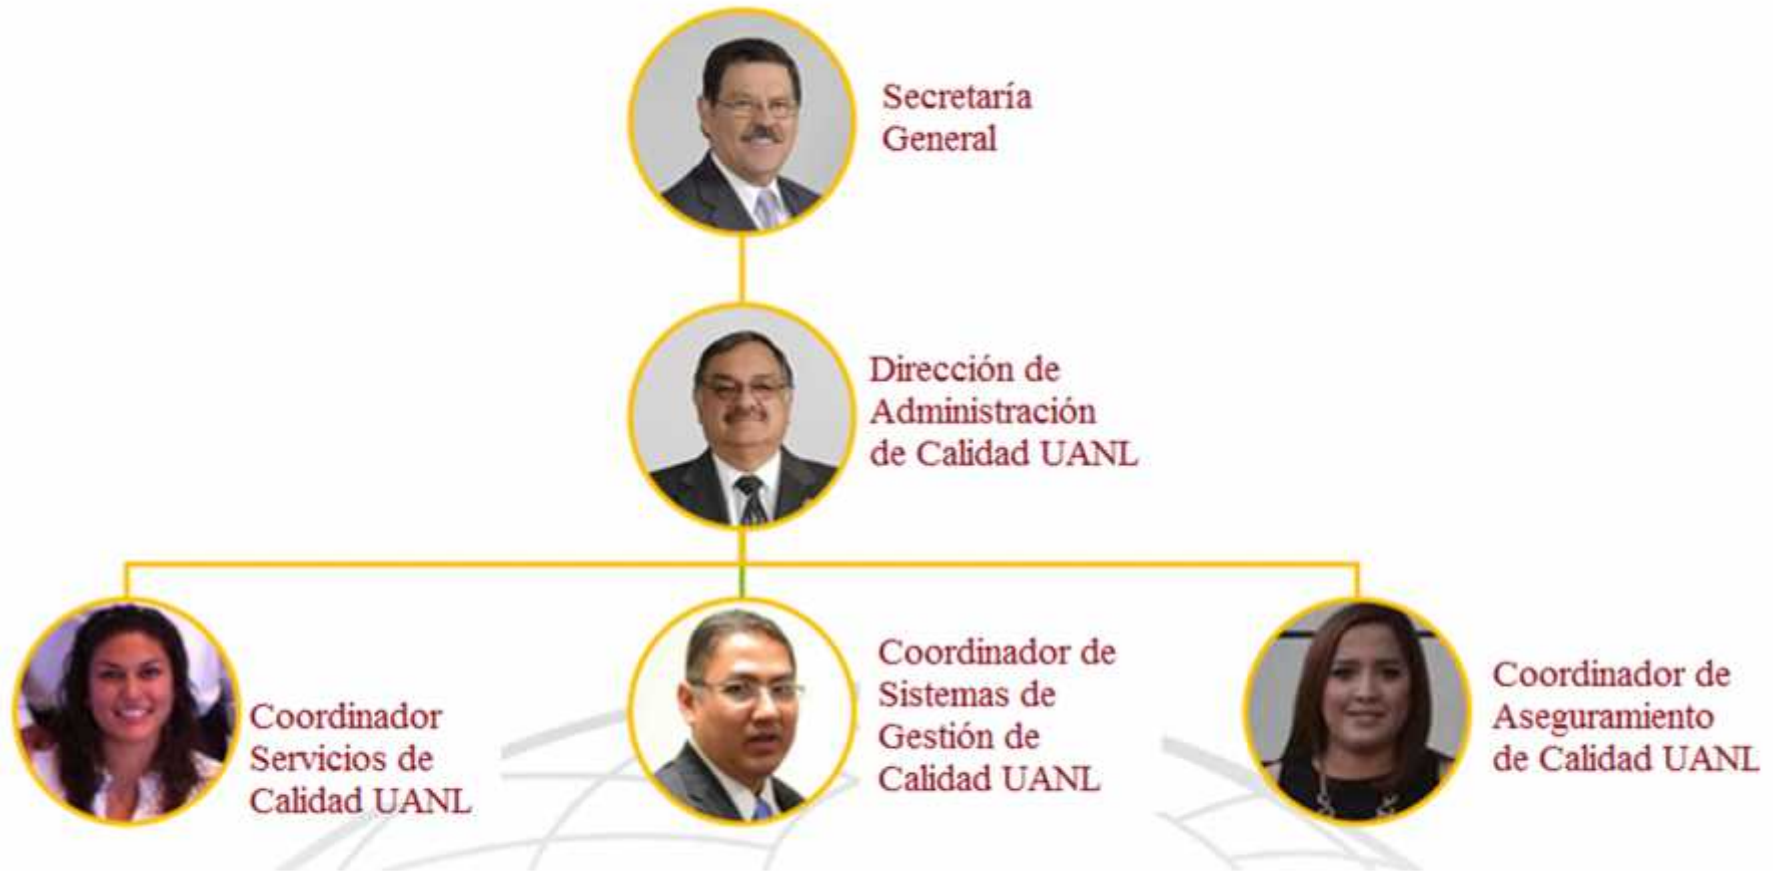 Secretaría
General
Dirección de
Administración
de Calidad UANL
Coordinador
Servicios de
Calidad UANL
Coordinador de
Sistemas de
Gestión de
Calidad UANL
Coordinador de
Aseguramiento
de Calidad UANL